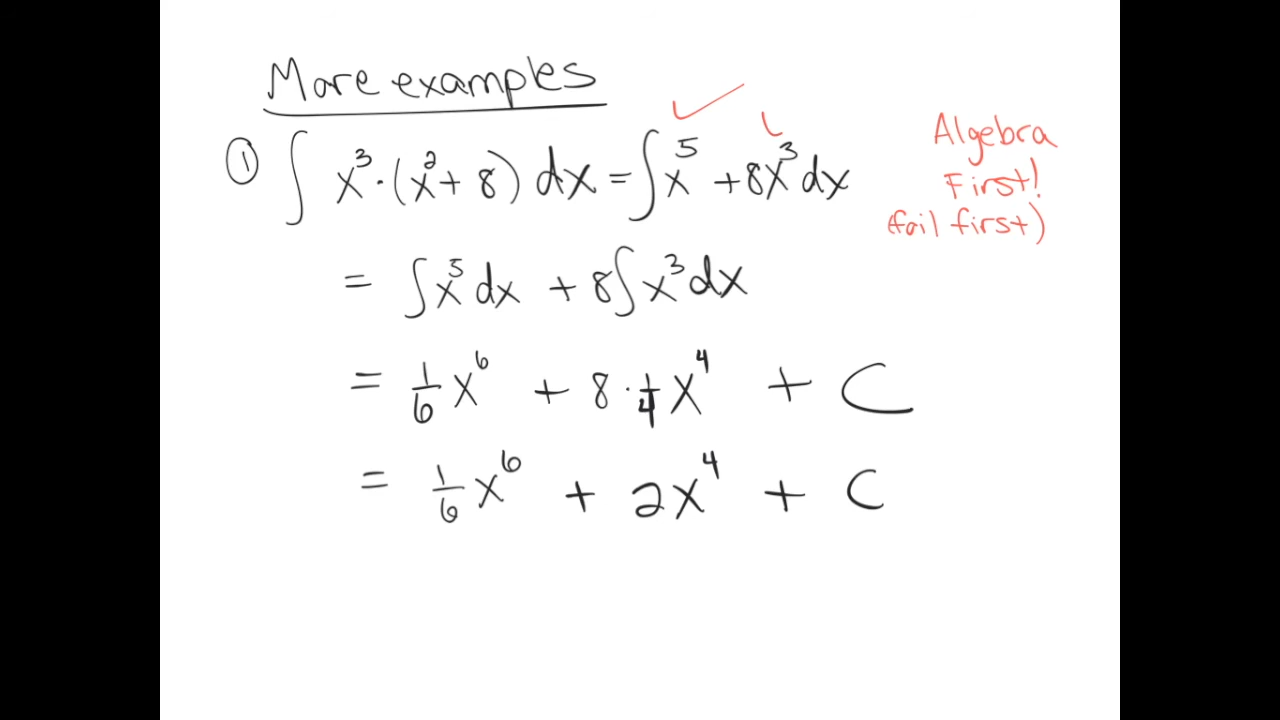 More examples
① ∫ x³·(x²+8) dx = ∫ x⁵ + 8x³ dx
Algebra
First!
(fail first)
= ∫ x⁵ dx + 8∫ x³ dx
= 1/6 x⁶ + 8·1/4 x⁴ + C
= 1/6 x⁶ + 2x⁴ + C